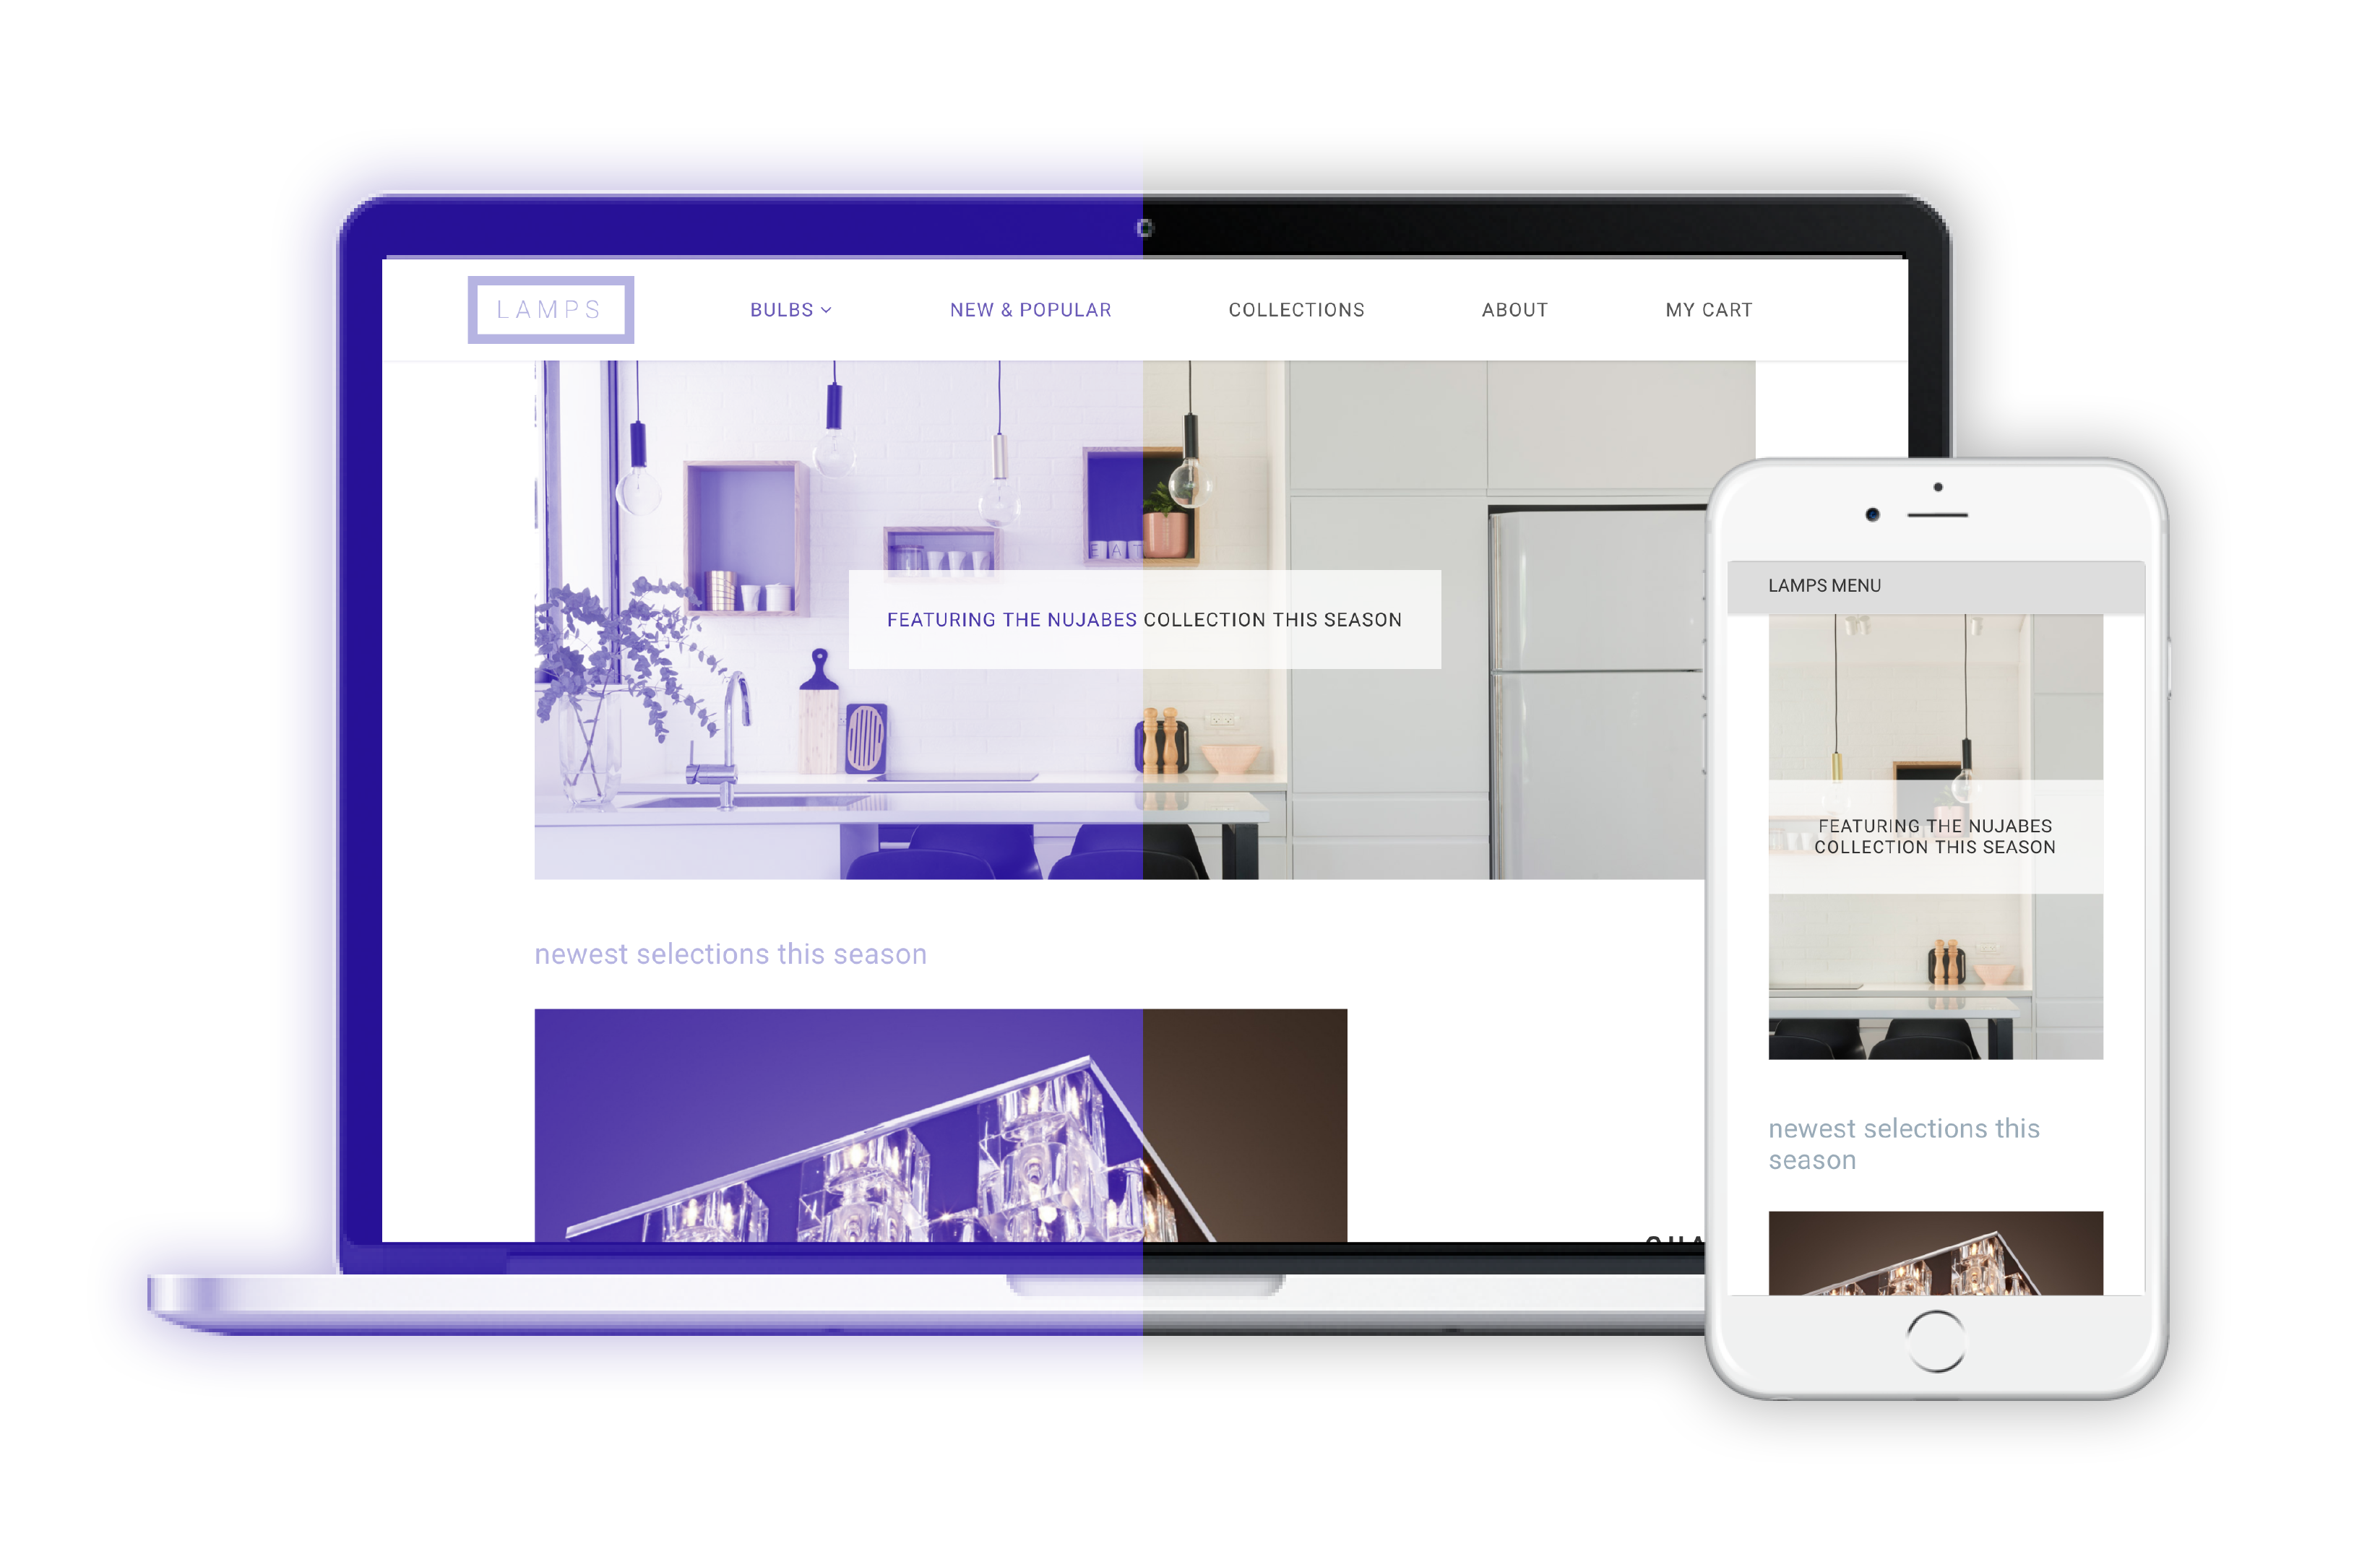 LAMPS
BULBS
NEW & POPULAR
COLLECTIONS
ABOUT
MY CART
EAT
FEATURING THE NUJABES COLLECTION THIS SEASON
newest selections this season
LAMPS MENU
FEATURING THE NUJABES
COLLECTION THIS SEASON
newest selections this
season